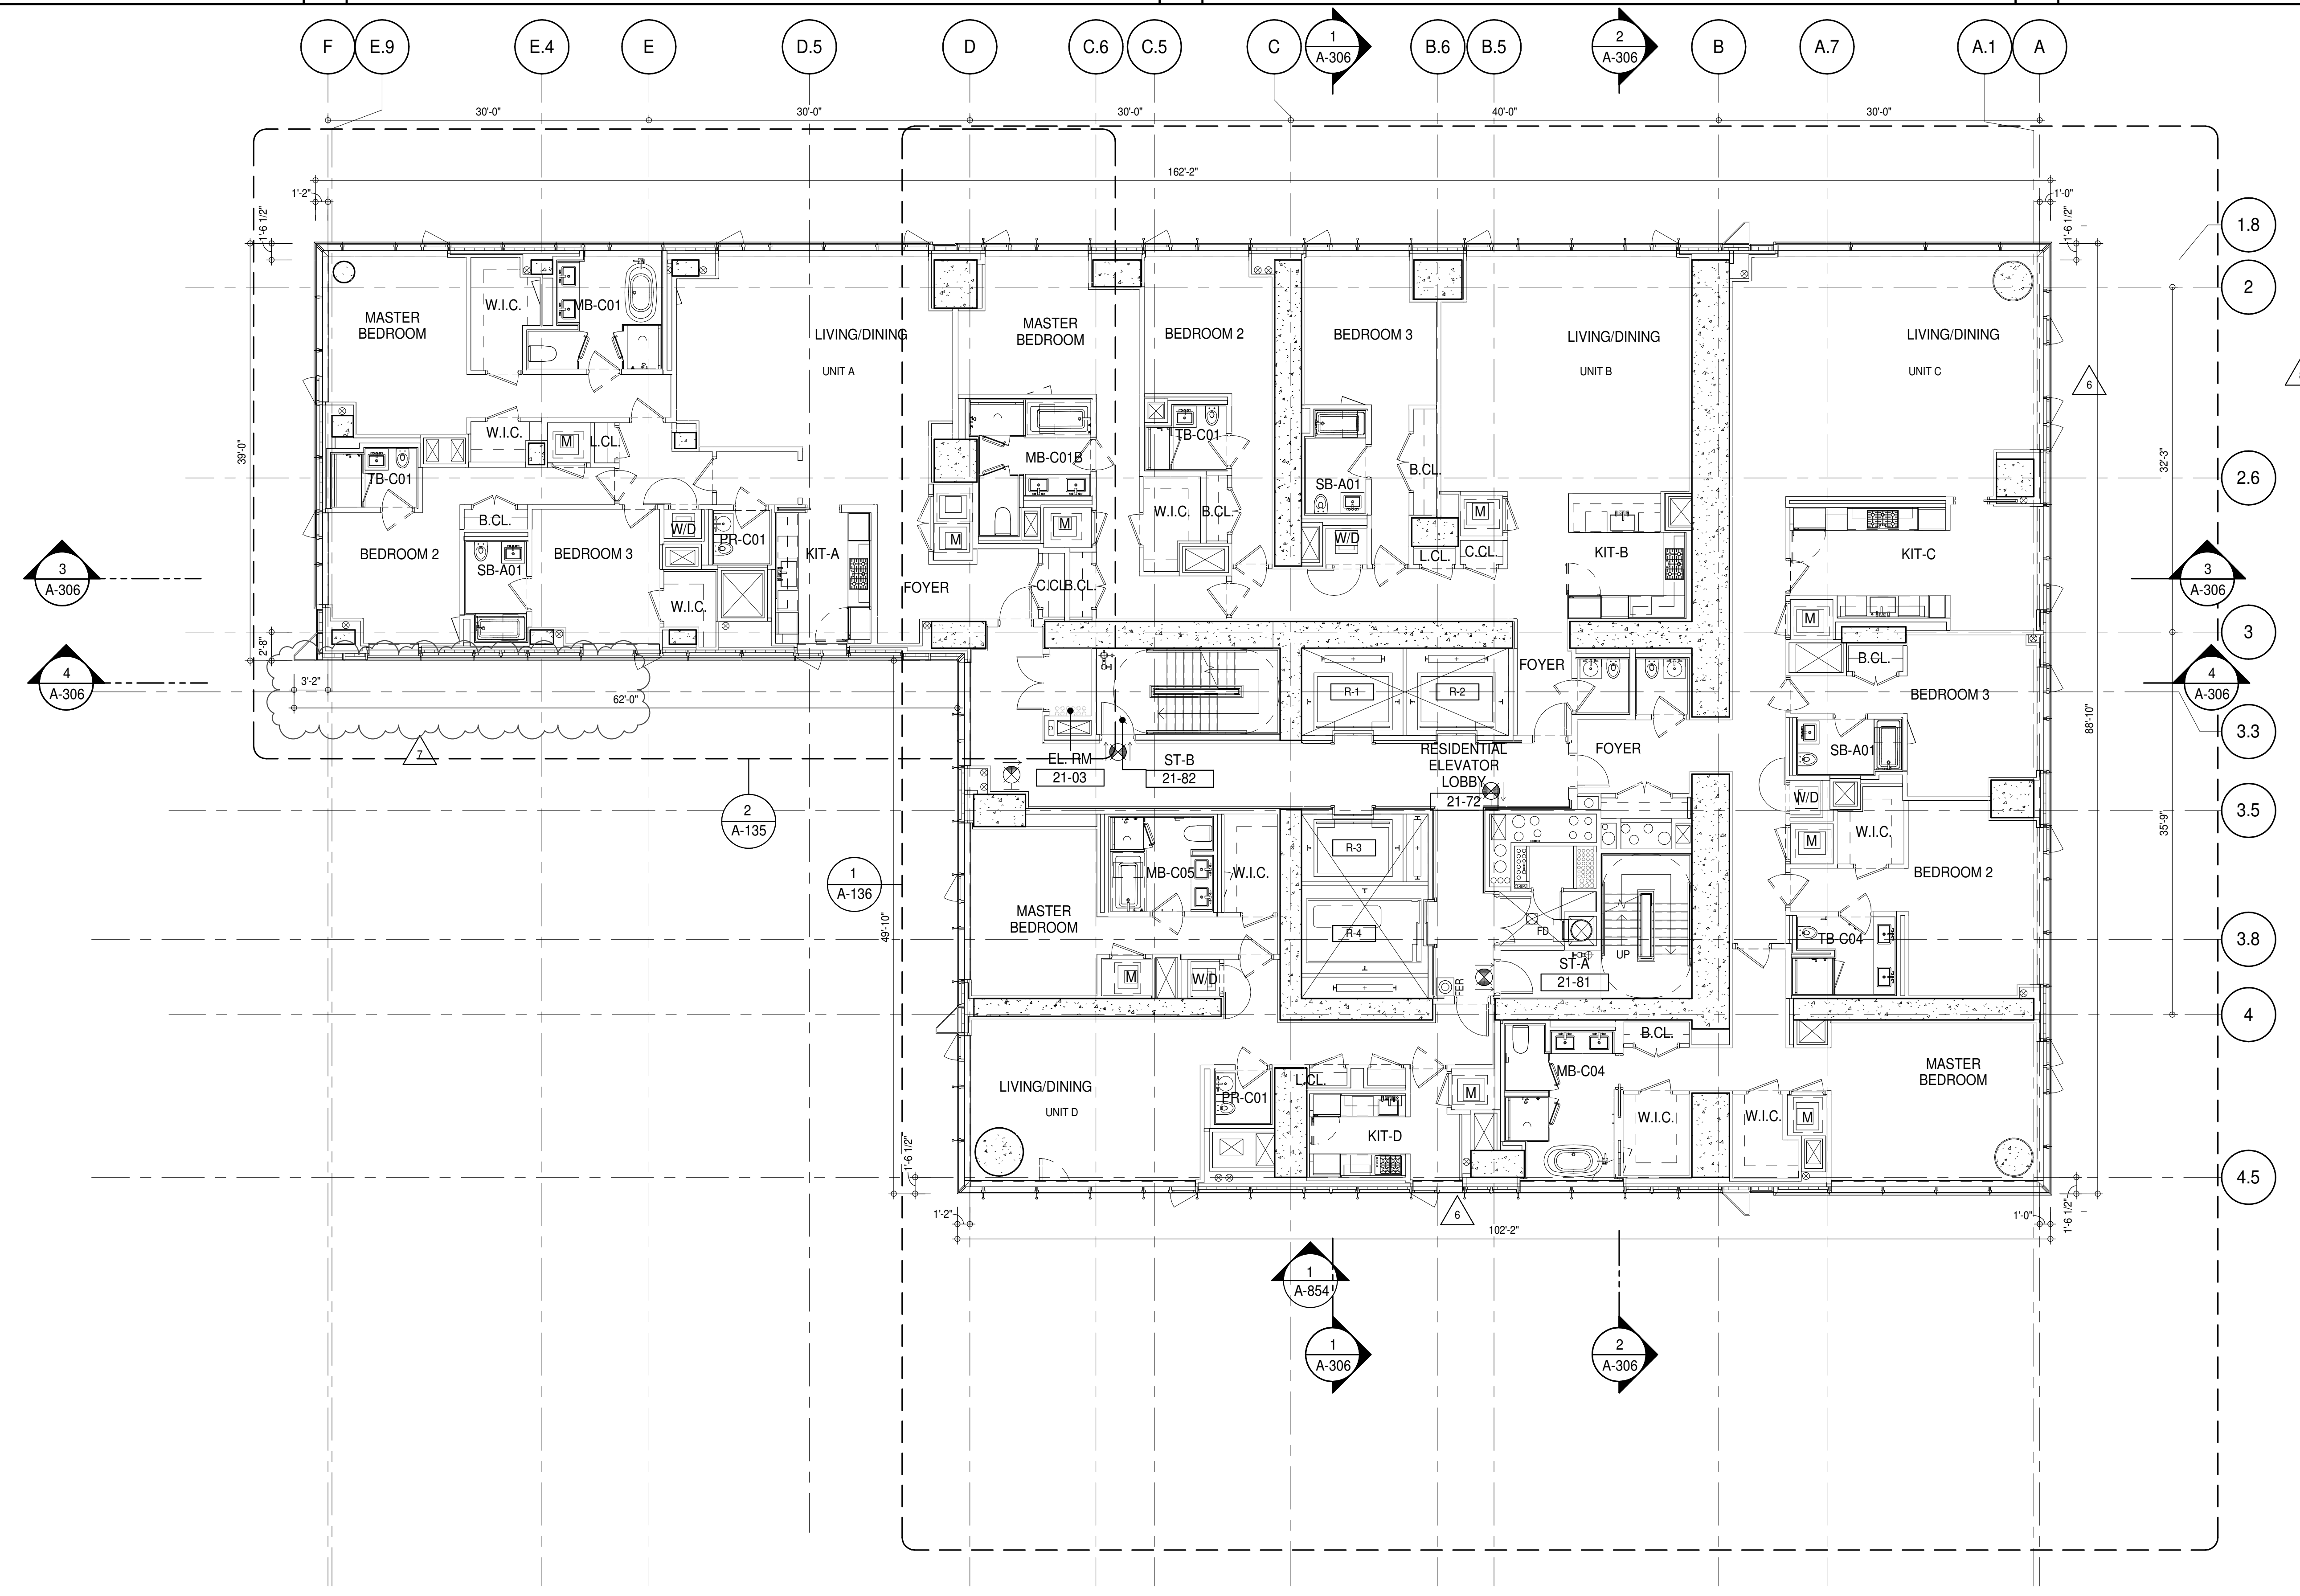 F
E.9
E.4
E
D.5
D
C.6
C.5
C
1
A-306
B.6
B.5
2
A-306
B
A.7
A.1
A
30'-0"
30'-0"
30'-0"
40'-0"
30'-0"
162'-2"
1'-2"
1'-0"
1'-6 1/2"
1'-6 1/2"
1.8
2
2.6
3
3.3
3.5
3.8
4
4.5
MASTER
BEDROOM
W.I.C.
MB-C01
LIVING/DINING
UNIT A
MASTER
BEDROOM
BEDROOM 2
BEDROOM 3
LIVING/DINING
UNIT B
LIVING/DINING
UNIT C
6
39'-0"
32'-3"
W.I.C.
M
L.CL.
TB-C01
MB-C01B
TB-C01
B.CL.
SB-A01
B.CL.
W/D
PR-C01
KIT-A
M
M
W.I.C.
B.CL.
W/D
M
L.CL.
C.CL.
KIT-B
KIT-C
BEDROOM 2
SB-A01
BEDROOM 3
W.I.C.
FOYER
C.CL.
B.CL.
M
3
A-306
3
A-306
2'-8"
4
A-306
4
A-306
3'-2"
62'-0"
7
FOYER
B.CL.
BEDROOM 3
R-1
R-2
88'-10"
EL. RM
21-03
ST-B
21-82
RESIDENTIAL
ELEVATOR
LOBBY
21-72
FOYER
SB-A01
W/D
W.I.C.
M
35'-9"
2
A-135
1
A-136
49'-10"
MB-C05
W.I.C.
R-3
R-4
BEDROOM 2
MASTER
BEDROOM
FD
UP
TB-C04
M
W/D
FER
ST-A
21-81
B.CL.
LIVING/DINING
UNIT D
PR-C01
L.CL.
M
MB-C04
MASTER
BEDROOM
KIT-D
W.I.C.
W.I.C.
M
1'-6 1/2"
1'-2"
6
102'-2"
1'-0"
1'-6 1/2"
1
A-854
1
A-306
2
A-306